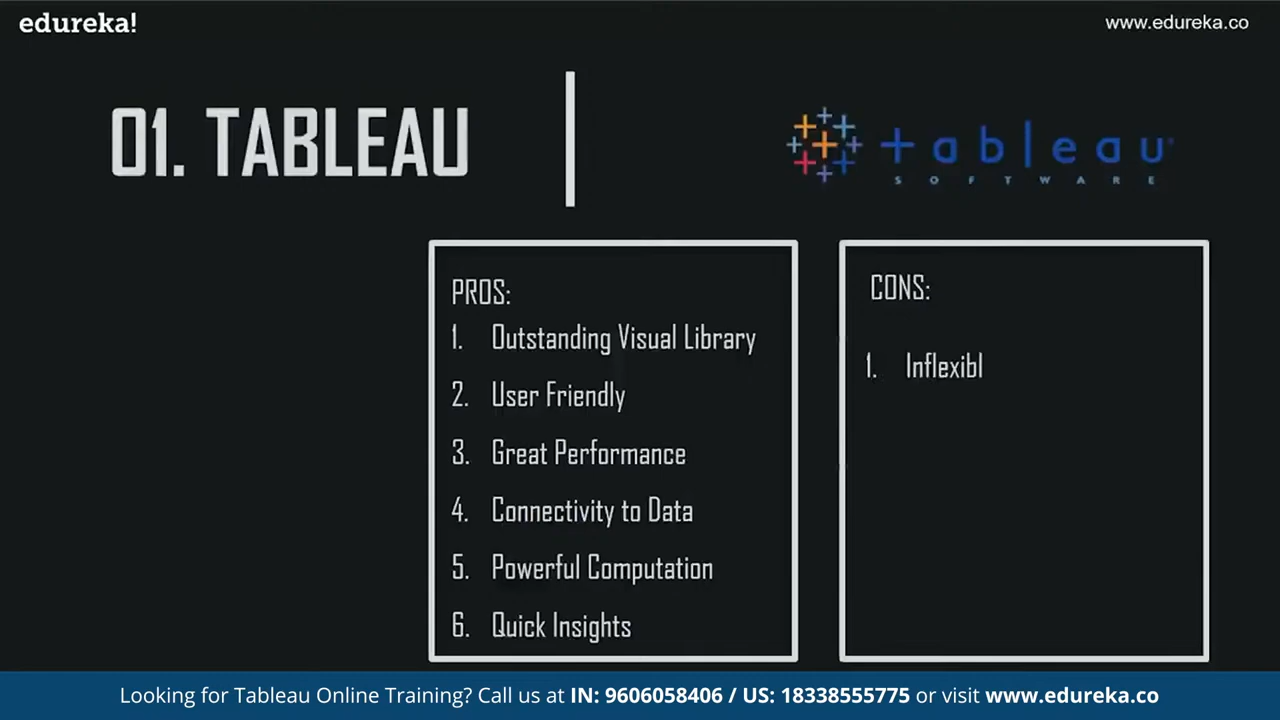 edureka!
www.edureka.co
01. TABLEAU
+ableau
SOFTWARE
PROS:
1. Outstanding Visual Library
2. User Friendly
3. Great Performance
4. Connectivity to Data
5. Powerful Computation
6. Quick Insights
CONS:
1. Inflexibl
Looking for Tableau Online Training? Call us at IN: 9606058406 / US: 18338555775 or visit www.edureka.co